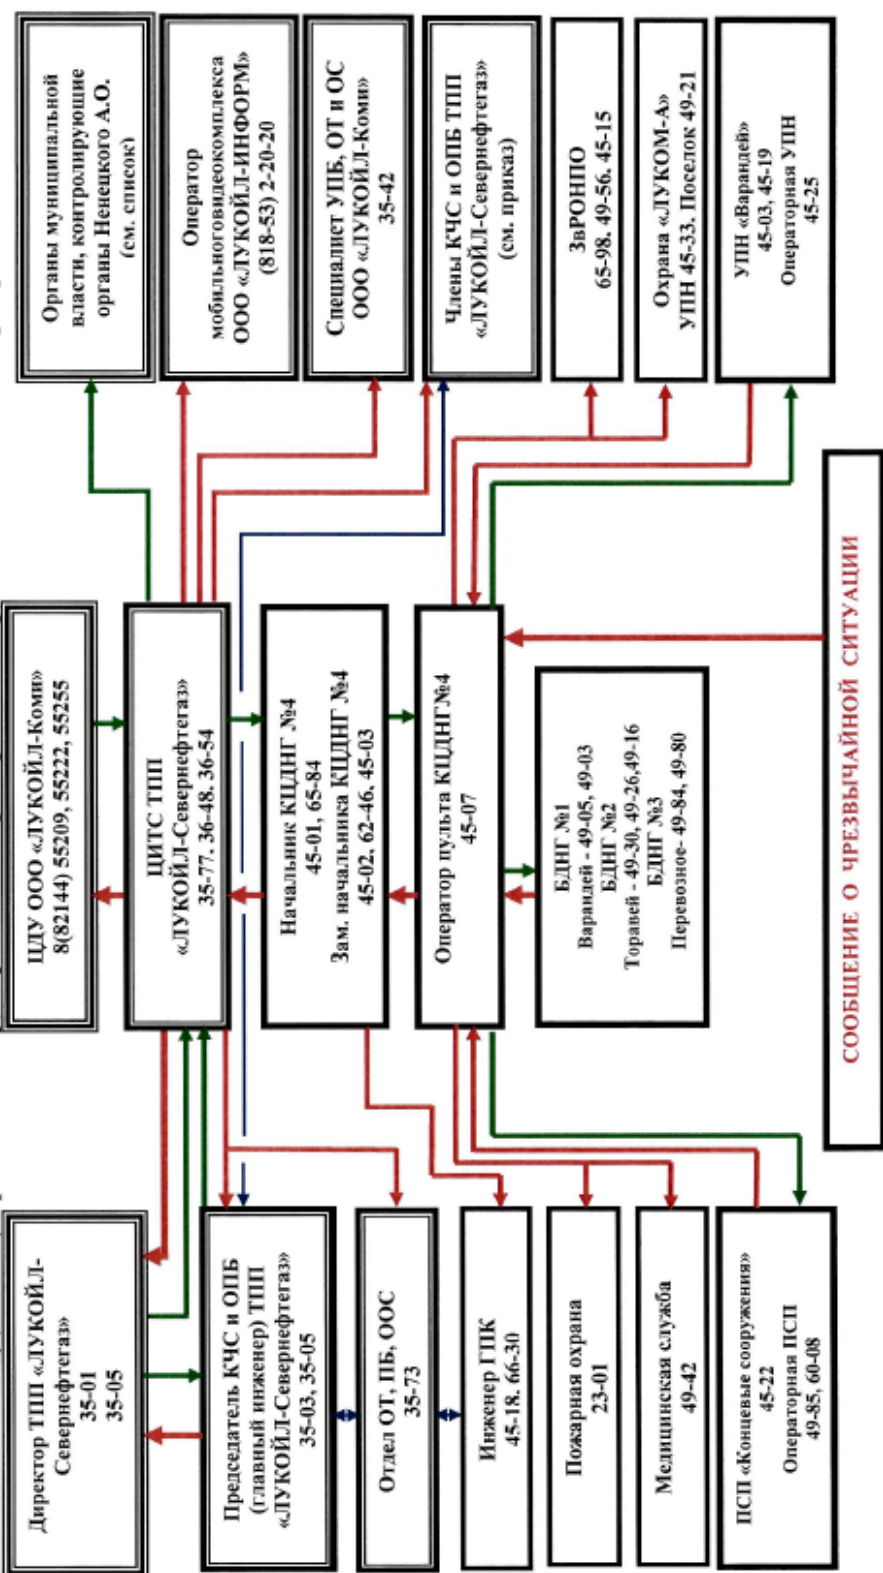 Директор ТПП «ЛУКОЙЛ-
Севернефтегаз»
35-01
35-05
Председатель КЧС и ОПБ
(главный инженер) ТПП
«ЛУКОЙЛ-Севернефтегаз»
35-03, 35-05
Отдел ОТ, ПБ, ООС
35-73
Инженер ГПК
45-18. 66-30
Пожарная охрана
23-01
Медицинская служба
49-42
ПСП «Концевые сооружения»
45-22
Операторная ПСП
49-85, 60-08
ЦДУ ООО «ЛУКОЙЛ-Коми»
8(82144) 55209, 55222, 55255
ЦИТС ТПП
«ЛУКОЙЛ-Севернефтегаз»
35-77. 36-48. 36-54
Начальник КЦДНГ №4
45-01, 65-84
Зам. начальника КЦДНГ №4
45-02. 62-46. 45-03
Оператор пульта КЦДНГ№4
45-07
БДНГ №1
Варандей - 49-05, 49-03
БДНГ №2
Торавей - 49-30, 49-26,49-16
БДНГ №3
Перевозное- 49-84, 49-80
Органы муниципальной
власти, контролирующие
органы Ненецкого А.О.
(см. список)
Оператор
мобильноговидеокомплекса
ООО «ЛУКОЙЛ-ИНФОРМ»
(818-53) 2-20-20
Специалист УПБ, ОТ и ОС
ООО «ЛУКОЙЛ-Коми»
35-42
Члены КЧС и ОПБ ТПП
«ЛУКОЙЛ-Севернефтегаз»
(см. приказ)
ЗвРОНПО
65-98. 49-56. 45-15
Охрана «ЛУКОМ-А»
УПН 45-33. Поселок 49-21
УПН «Варандей»
45-03, 45-19
Операторная УПН
45-25
СООБЩЕНИЕ О ЧРЕЗВЫЧАЙНОЙ СИТУАЦИИ